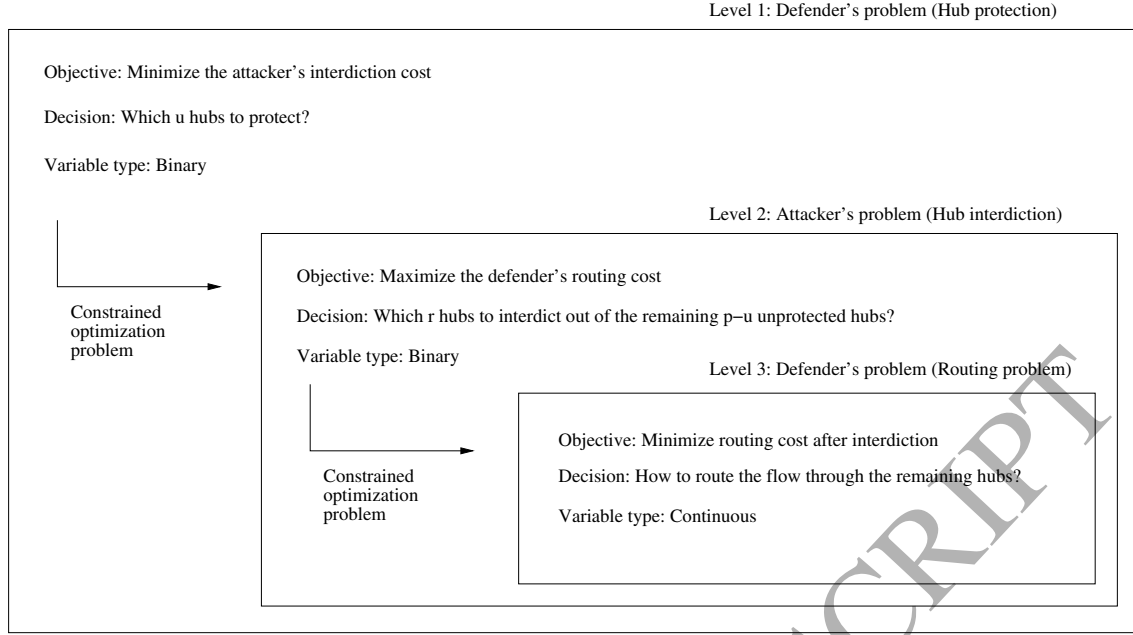 Level 1: Defender's problem (Hub protection)
Objective: Minimize the attacker's interdiction cost
Decision: Which u hubs to protect?
Variable type: Binary
Level 2: Attacker's problem (Hub interdiction)
Constrained
optimization
problem
Objective: Maximize the defender's routing cost
Decision: Which r hubs to interdict out of the remaining p−u unprotected hubs?
Variable type: Binary
Level 3: Defender's problem (Routing problem)
Constrained
optimization
problem
Objective: Minimize routing cost after interdiction
Decision: How to route the flow through the remaining hubs?
Variable type: Continuous
SCRIPT